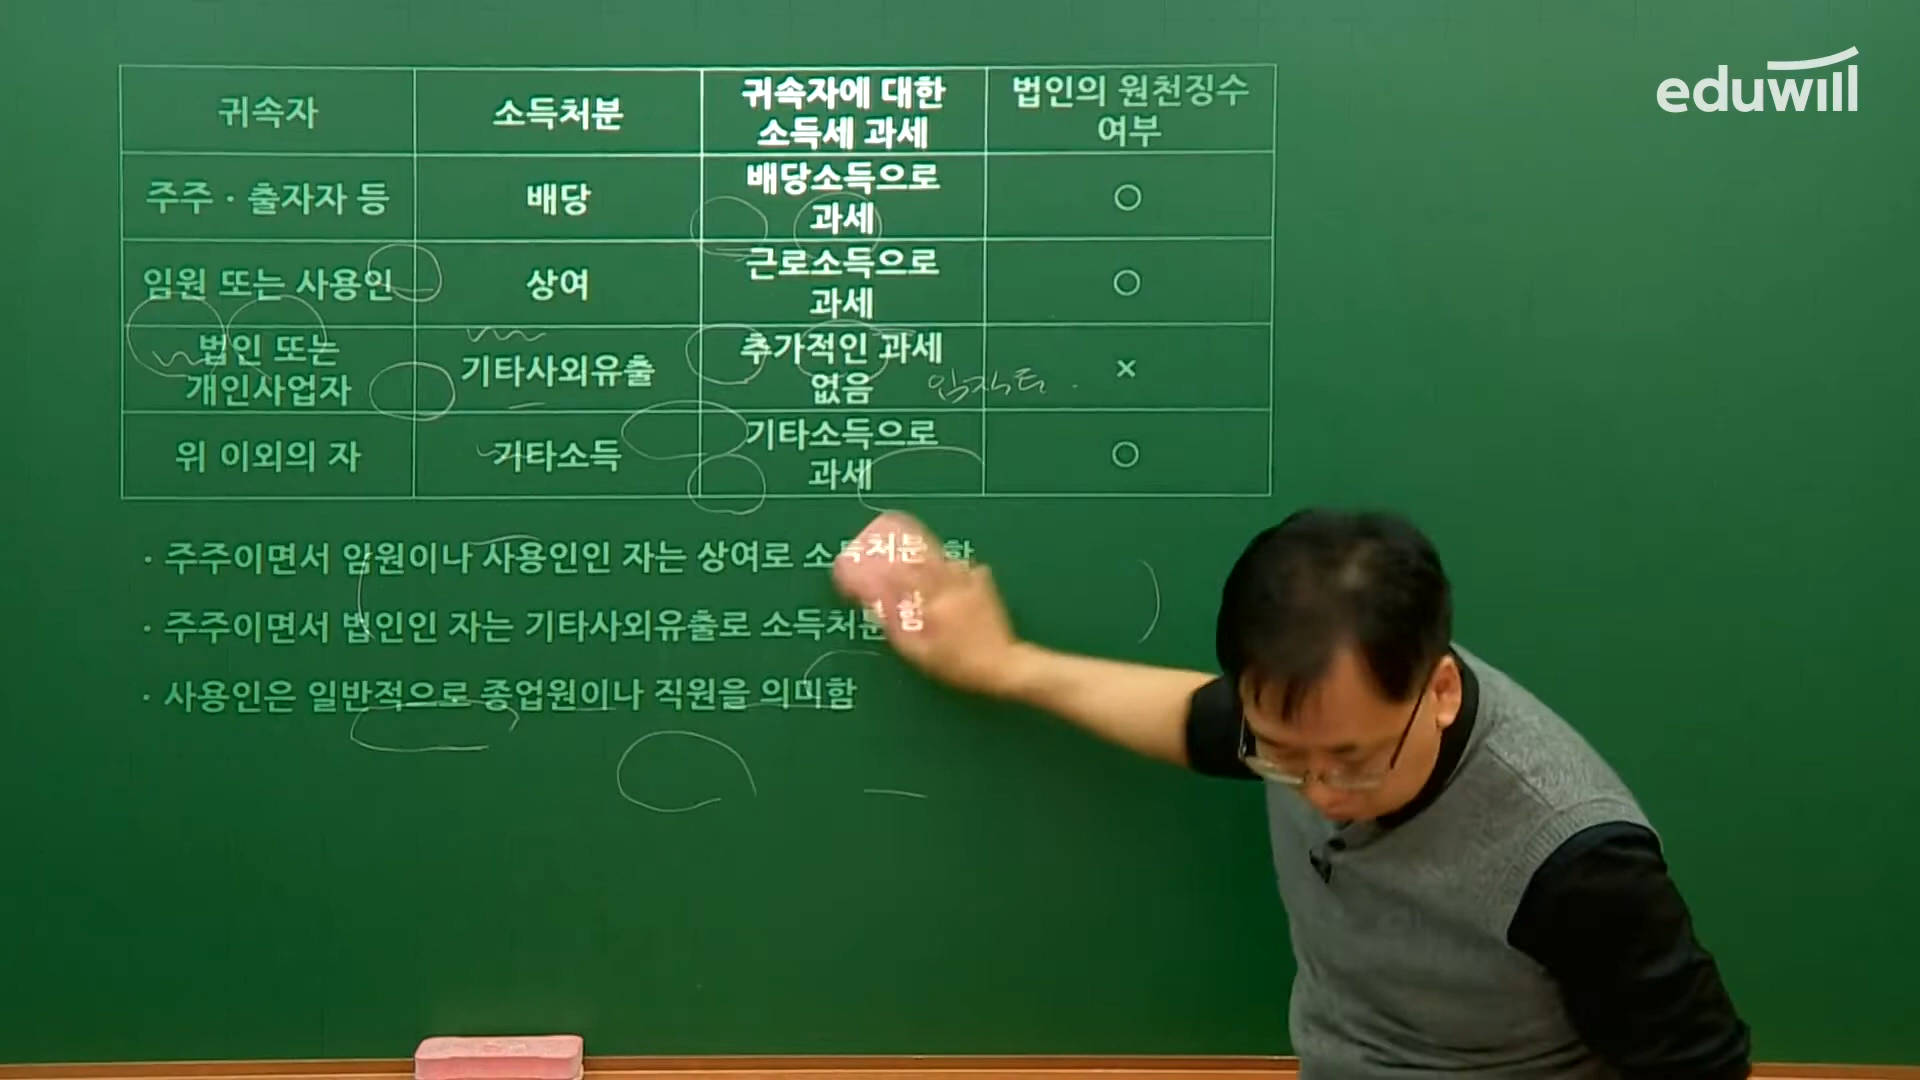 eduwill
귀속자
소득처분
귀속자에 대한
소득세 과세
법인의 원천징수
여부
주주 · 출자자 등
배당
배당소득으로
과세
○
임원 또는 사용인
상여
근로소득으로
과세
○
법인 또는
개인사업자
기타사외유출
추가적인 과세
없음
×
위 이외의 자
기타소득
기타소득으로
과세
○
· 주주이면서 임원이나 사용인인 자는 상여로 소득처분 함
· 주주이면서 법인인 자는 기타사외유출로 소득처분 함
· 사용인은 일반적으로 종업원이나 직원을 의미함